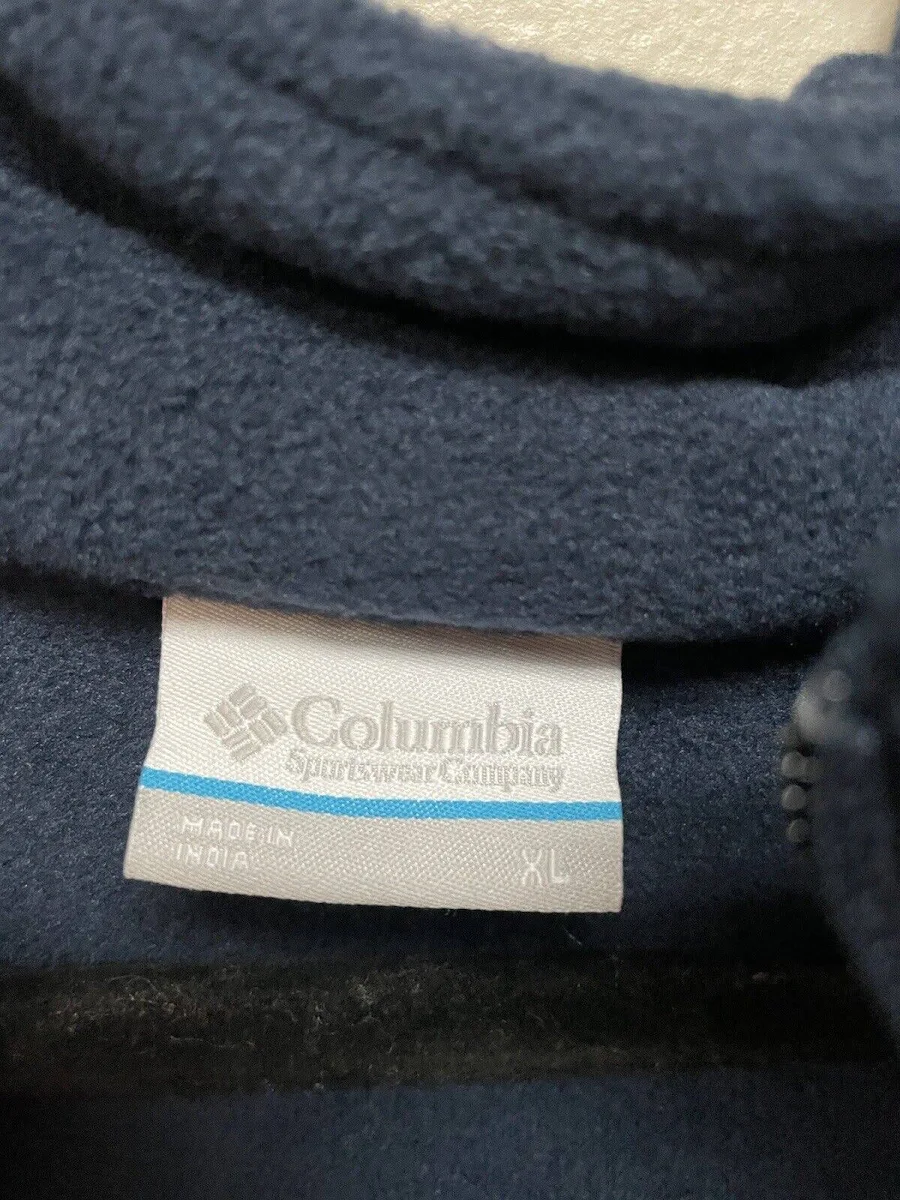 Columbia
Sportswear Company
MADE IN
INDIA
XL